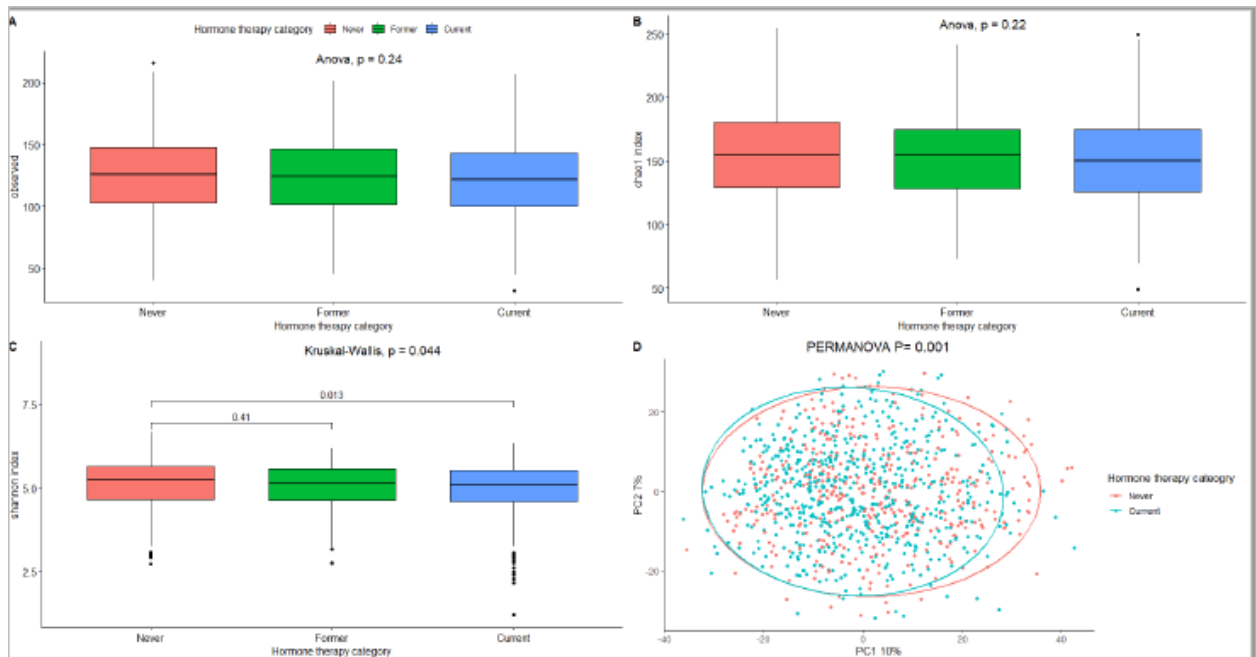 A
Hormone therapy category Never Former Current
Anova, p = 0.24
200
150
100
50
observed
Never Former Current
Hormone therapy category
B
Anova, p = 0.22
250
200
150
100
50
chao1 index
Never Former Current
Hormone therapy category
C
Kruskal-Wallis, p = 0.044
0.013
0.41
7.5
5.0
2.5
shannon index
Never Former Current
Hormone therapy category
D
PERMANOVA P= 0.001
20
0
-20
PC2 7%
-40 -20 0 20 40
PC1 10%
Hormone therapy cateogry
Never
Current